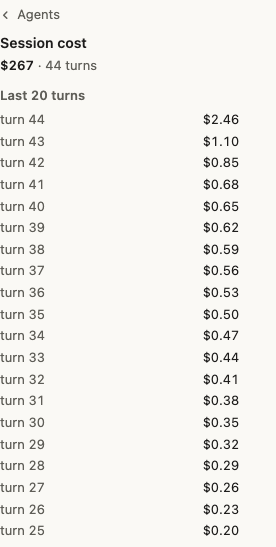 Agents
Session cost
$267 · 44 turns
Last 20 turns
turn 44 $2.46
turn 43 $1.10
turn 42 $0.85
turn 41 $0.68
turn 40 $0.65
turn 39 $0.62
turn 38 $0.59
turn 37 $0.56
turn 36 $0.53
turn 35 $0.50
turn 34 $0.47
turn 33 $0.44
turn 32 $0.41
turn 31 $0.38
turn 30 $0.35
turn 29 $0.32
turn 28 $0.29
turn 27 $0.26
turn 26 $0.23
turn 25 $0.20